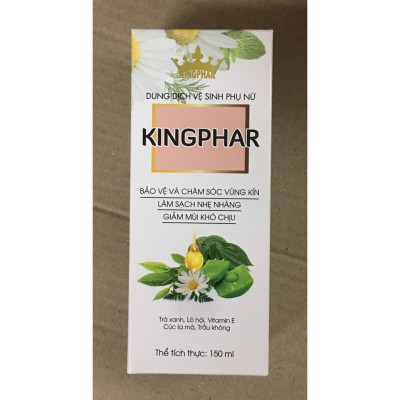 KINGPHAR
DUNG DỊCH VỆ SINH PHỤ NỮ
KINGPHAR
BẢO VỆ VÀ CHĂM SÓC VÙNG KÍN
LÀM SẠCH NHẸ NHÀNG
GIẢM MÙI KHÓ CHỊU
Trà xanh, Lô hội, Vitamin E
Cúc la mã, Trầu không
Thể tích thực: 150 ml